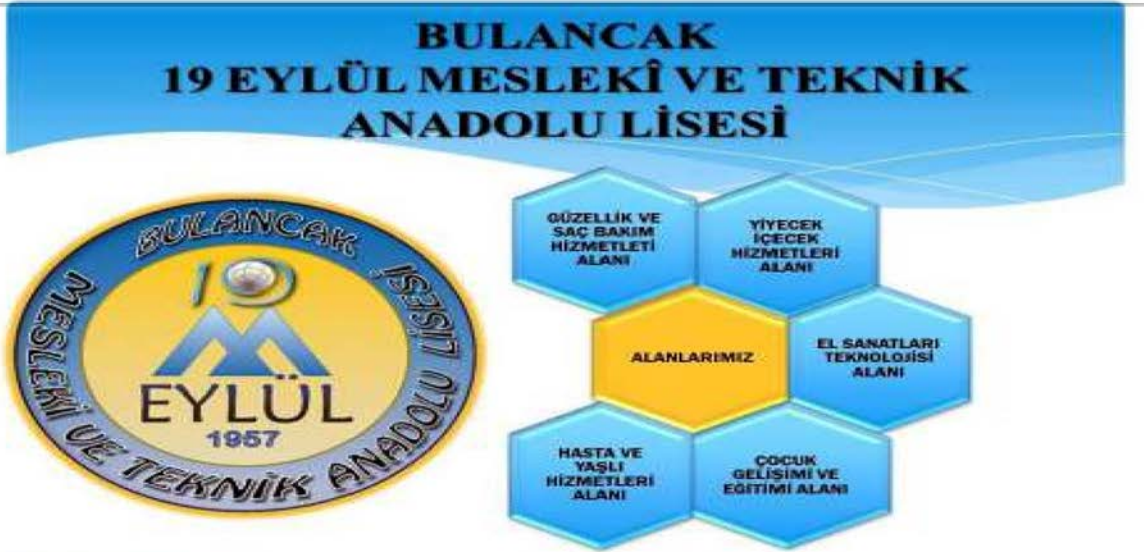 BULANCAK
19 EYLÜL MESLEKÎ VE TEKNİK
ANADOLU LİSESİ
BULANCAK
MESLEKİ VE TEKNİK ANADOLU LİSESİ
19
EYLÜL
1957
GÜZELLİK VE
SAÇ BAKIM
HİZMETLETİ
ALANI
YİYECEK
İÇECEK
HİZMETLERİ
ALANI
ALANLARIMIZ
EL SANATLARI
TEKNOLOJİSİ
ALANI
HASTA VE
YAŞLI
HİZMETLERİ
ALANI
ÇOCUK
GELİŞİMİ VE
EĞİTİMİ ALANI